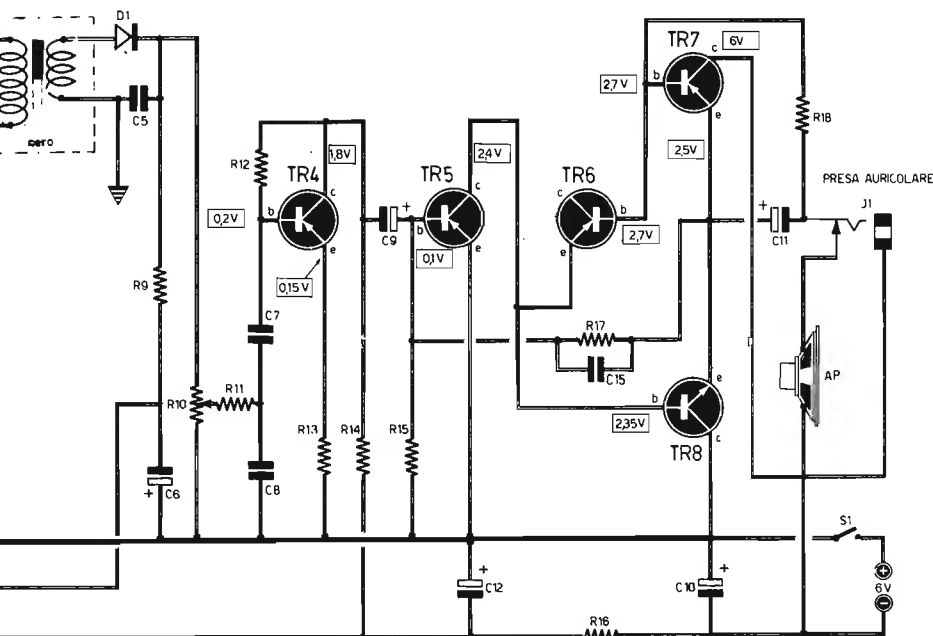 D1
TR7
c
6V
b
2,7V
e
2,5V
R18
C5
nero
R12
TR4
1,8V
c
b
0,2V
e
0,15V
TR5
2,4V
c
+
C9
b
0,1V
e
TR6
c
b
2,7V
e
+
C11
PRESA AURICOLARE
J1
R9
C7
R17
C15
AP
R10
R11
R13
R14
R15
e
b
2,35V
c
TR8
C8
+
C6
S1
+
C12
+
C10
+
6V
−
R16